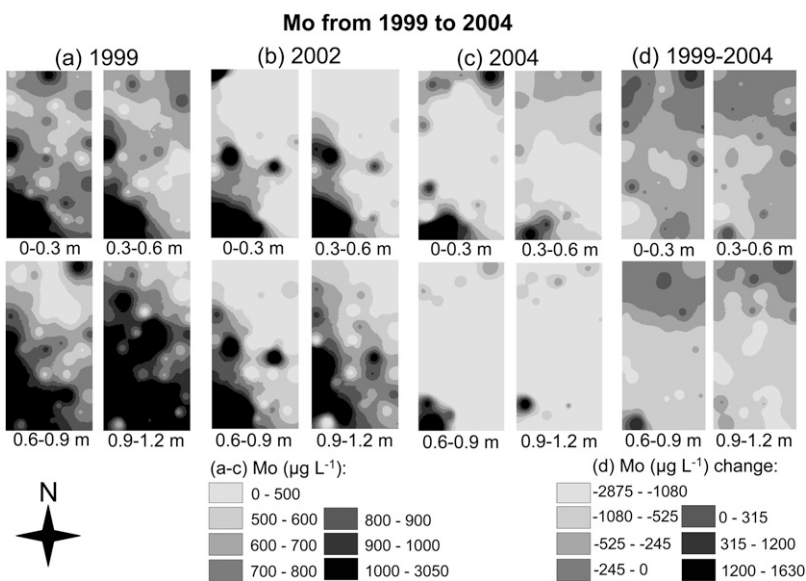 Mo from 1999 to 2004
(a) 1999
(b) 2002
(c) 2004
(d) 1999-2004
0-0.3 m
0.3-0.6 m
0-0.3 m
0.3-0.6 m
0-0.3 m
0.3-0.6 m
0-0.3 m
0.3-0.6 m
0.6-0.9 m
0.9-1.2 m
0.6-0.9 m
0.9-1.2 m
0.6-0.9 m
0.9-1.2 m
0.6-0.9 m
0.9-1.2 m
N
(a-c) Mo (µg L⁻¹):
0 - 500
500 - 600
600 - 700
700 - 800
800 - 900
900 - 1000
1000 - 3050
(d) Mo (µg L⁻¹) change:
-2875 - -1080
-1080 - -525
-525 - -245
-245 - 0
0 - 315
315 - 1200
1200 - 1630